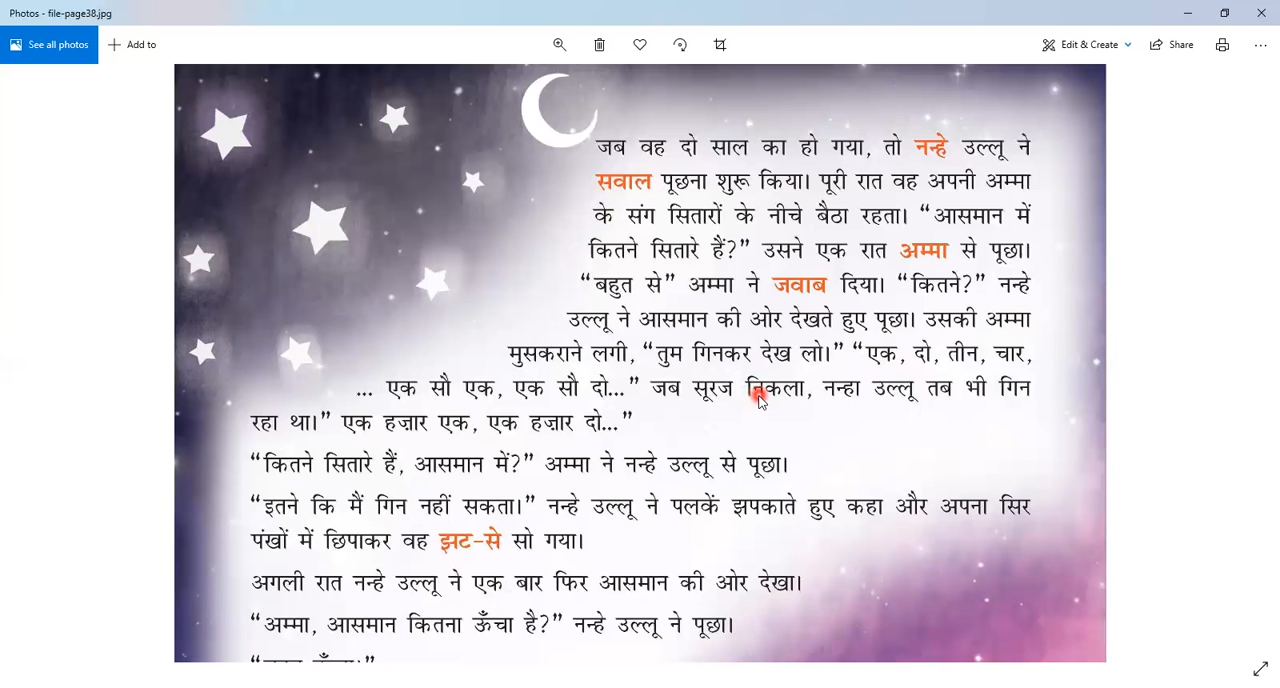 Photos - file-page38.jpg
See all photos
Add to
Edit & Create
Share
जब वह दो साल का हो गया, तो नन्हे उल्लू ने
सवाल पूछना शुरू किया। पूरी रात वह अपनी अम्मा
के संग सितारों के नीचे बैठा रहता। “आसमान में
कितने सितारे हैं?” उसने एक रात अम्मा से पूछा।
“बहुत से” अम्मा ने जवाब दिया। “कितने?” नन्हे
उल्लू ने आसमान की ओर देखते हुए पूछा। उसकी अम्मा
मुसकराने लगी, “तुम गिनकर देख लो।” “एक, दो, तीन, चार,
... एक सौ एक, एक सौ दो...” जब सूरज निकला, नन्हा उल्लू तब भी गिन
रहा था।” एक हज़ार एक, एक हज़ार दो...”
“कितने सितारे हैं, आसमान में?” अम्मा ने नन्हे उल्लू से पूछा।
“इतने कि मैं गिन नहीं सकता।” नन्हे उल्लू ने पलकें झपकाते हुए कहा और अपना सिर
पंखों में छिपाकर वह झट-से सो गया।
अगली रात नन्हे उल्लू ने एक बार फिर आसमान की ओर देखा।
“अम्मा, आसमान कितना ऊँचा है?” नन्हे उल्लू ने पूछा।